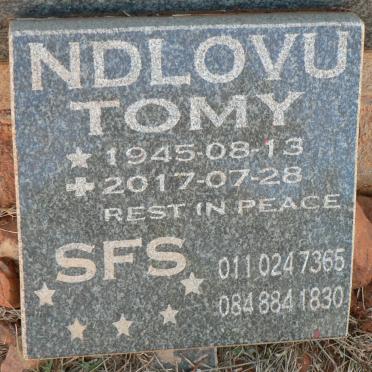 NDLOVU
TOMY
1945-08-13
2017-07-28
REST IN PEACE
SFS
011 024 7365
084 884 1830